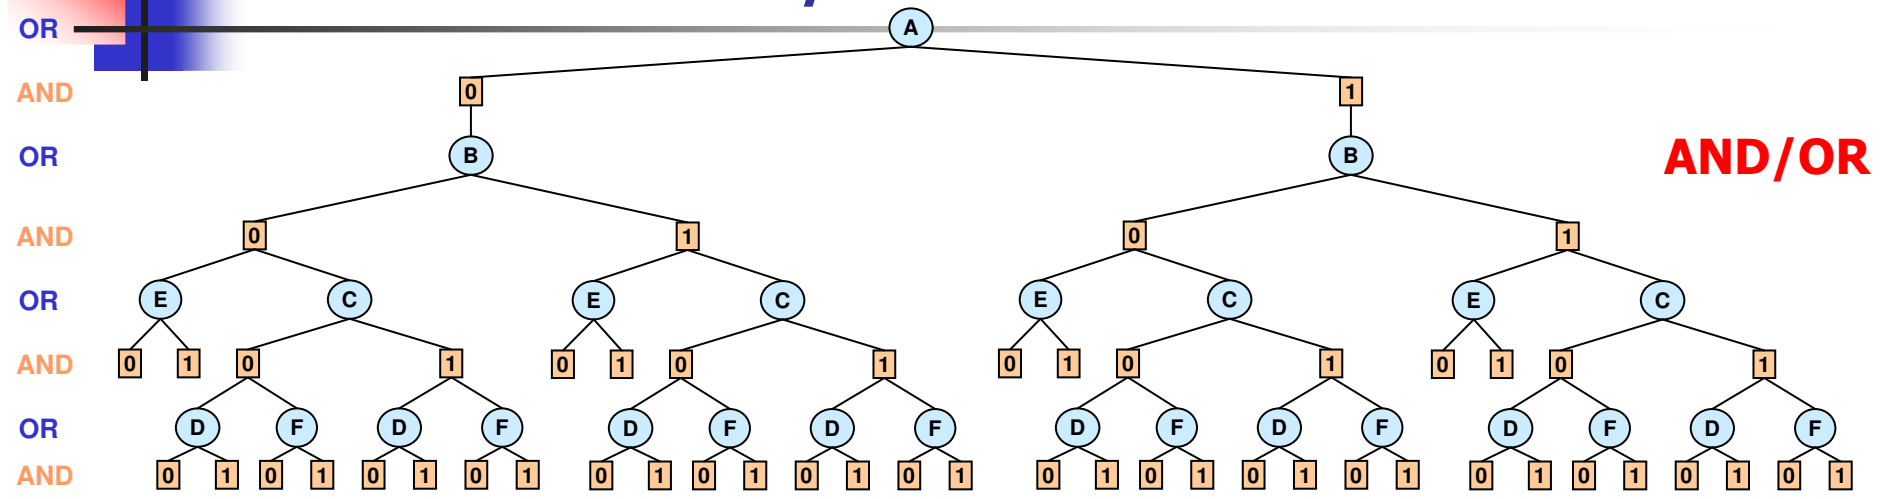 OR A
AND 0 1
OR B B AND/OR
AND 0 1 0 1
OR E C E C E C E C
AND 0 1 0 1 0 1 0 1 0 1 0 1 0 1 0 1
OR D F D F D F D F D F D F D F D F
AND 0 1 0 1 0 1 0 1 0 1 0 1 0 1 0 1 0 1 0 1 0 1 0 1 0 1 0 1 0 1 0 1